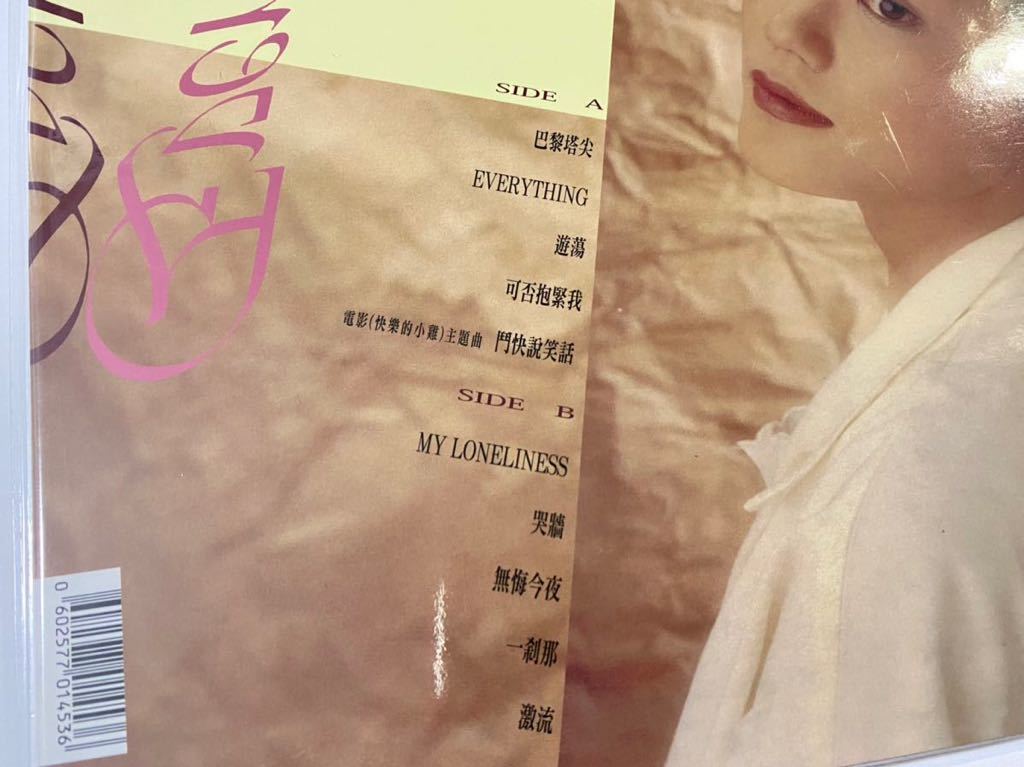 SIDE A
巴黎塔尖
EVERYTHING
遊蕩
可否抱緊我
電影(快樂的小雞)主題曲 鬥快說笑話
SIDE B
MY LONELINESS
哭牆
無悔今夜
一剎那
激流
0 602577 014536